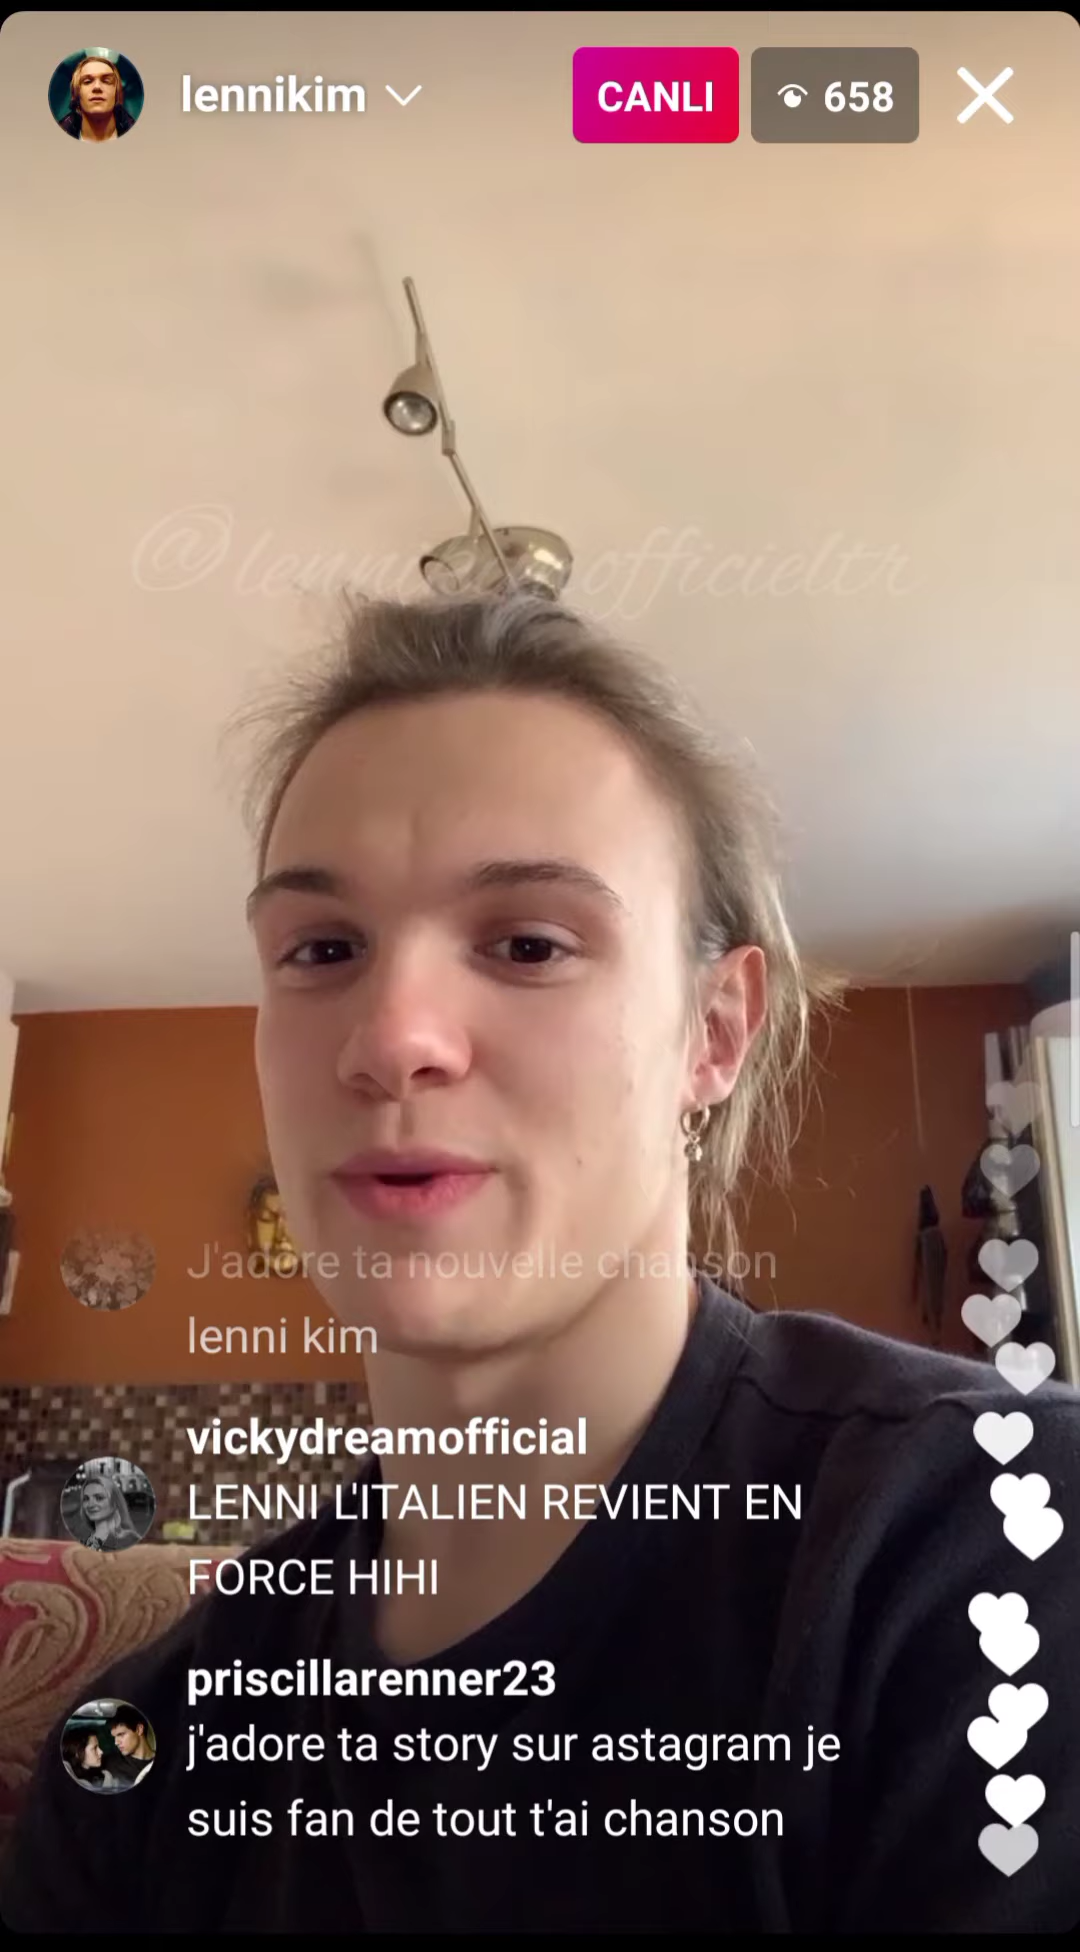 lennikim
CANLI
658
@lennikimofficieltr
J'adore ta nouvelle chanson
lenni kim
vickydreamofficial
LENNI L'ITALIEN REVIENT EN
FORCE HIHI
priscillarenner23
j'adore ta story sur astagram je
suis fan de tout t'ai chanson